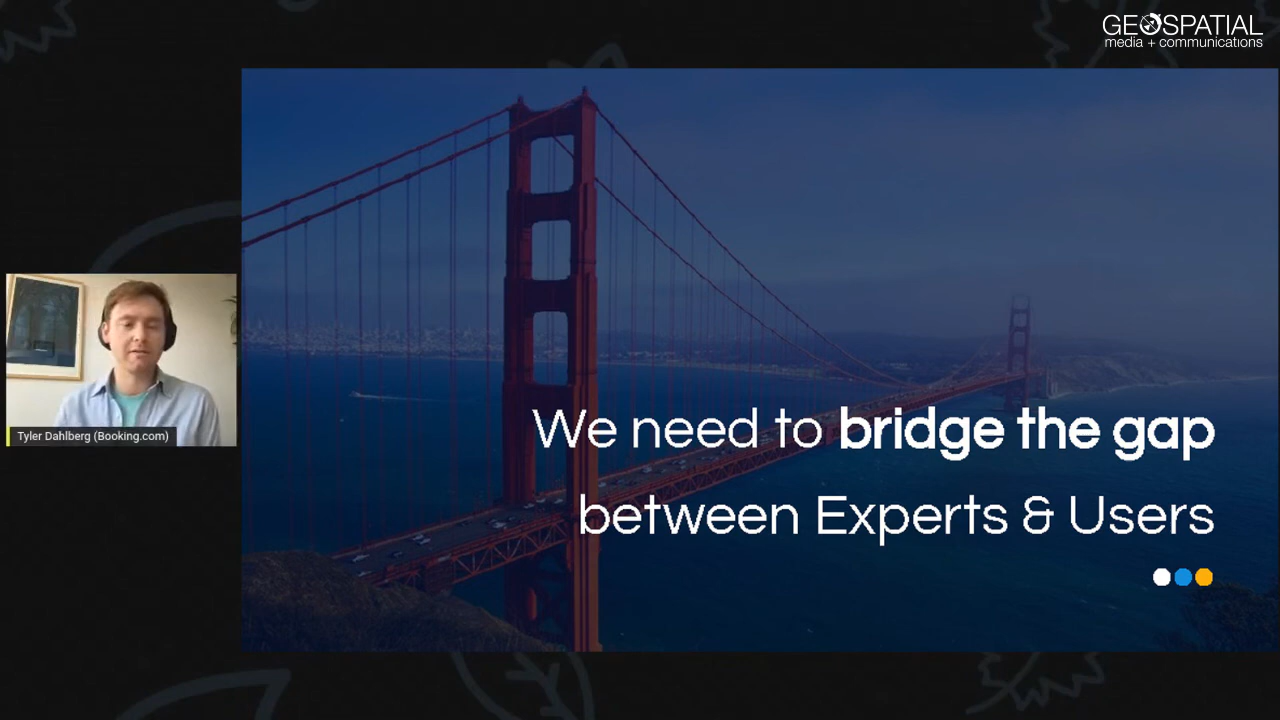 GEOSPATIAL
media + communications
We need to bridge the gap
between Experts & Users
Tyler Dahlberg (Booking.com)